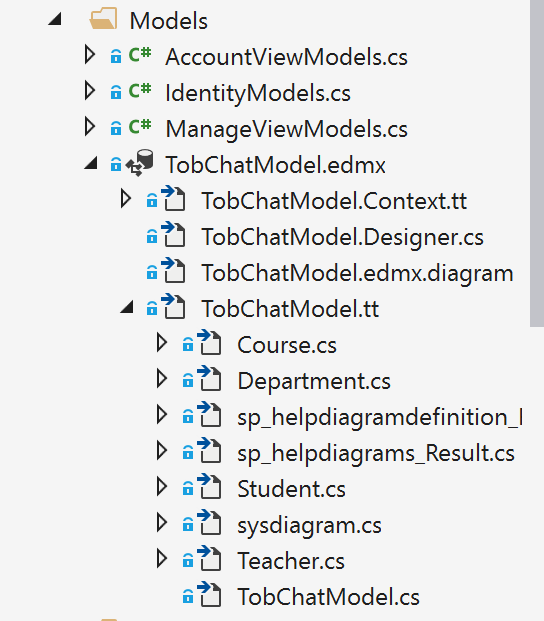 Models
C# AccountViewModels.cs
C# IdentityModels.cs
C# ManageViewModels.cs
TobChatModel.edmx
TobChatModel.Context.tt
TobChatModel.Designer.cs
TobChatModel.edmx.diagram
TobChatModel.tt
Course.cs
Department.cs
sp_helpdiagramdefinition_
sp_helpdiagrams_Result.cs
Student.cs
sysdiagram.cs
Teacher.cs
TobChatModel.cs